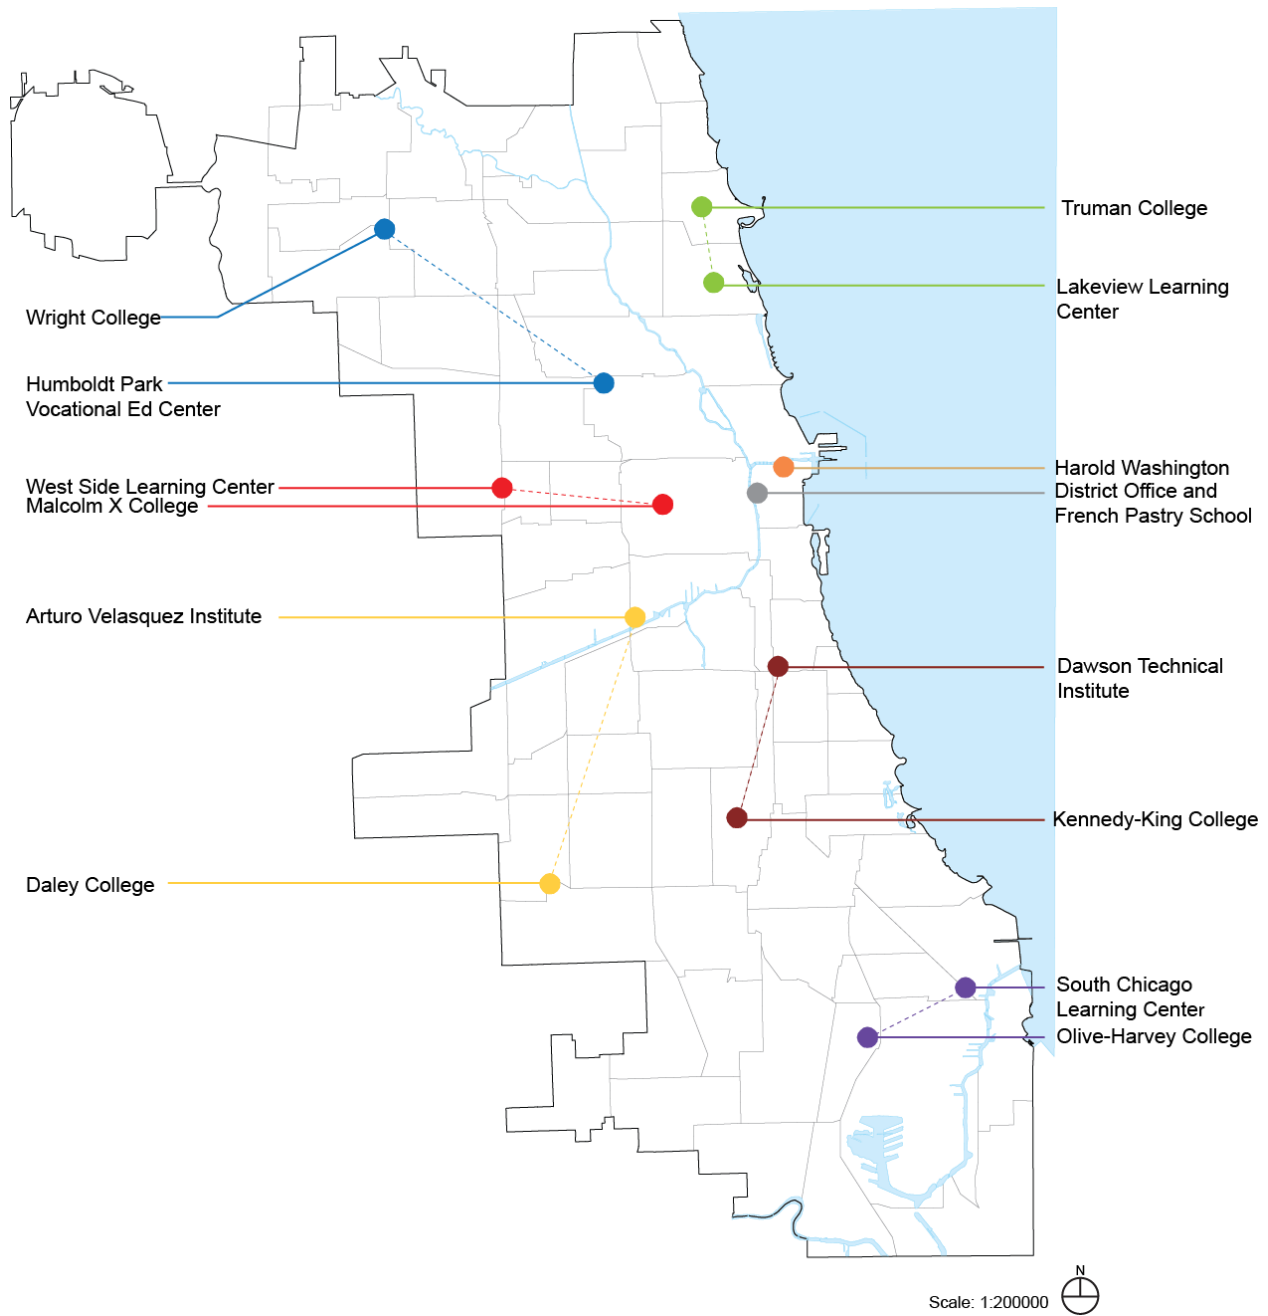 Truman College
Lakeview Learning
Center
Wright College
Humboldt Park
Vocational Ed Center
Harold Washington
West Side Learning Center
District Office and
Malcolm X College
French Pastry School
Arturo Velasquez Institute
Dawson Technical
Institute
Kennedy-King College
Daley College
South Chicago
Learning Center
Olive-Harvey College
N
Scale: 1:200000